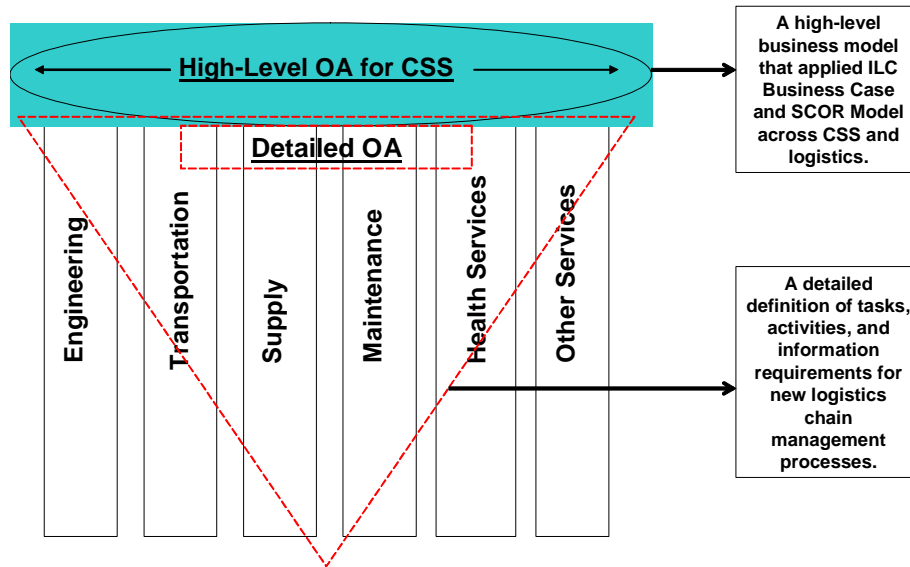 High-Level OA for CSS
Detailed OA
Engineering
Transportation
Supply
Maintenance
Health Services
Other Services
A high-level
business model
that applied ILC
Business Case
and SCOR Model
across CSS and
logistics.
A detailed
definition of tasks,
activities, and
information
requirements for
new logistics
chain
management
processes.